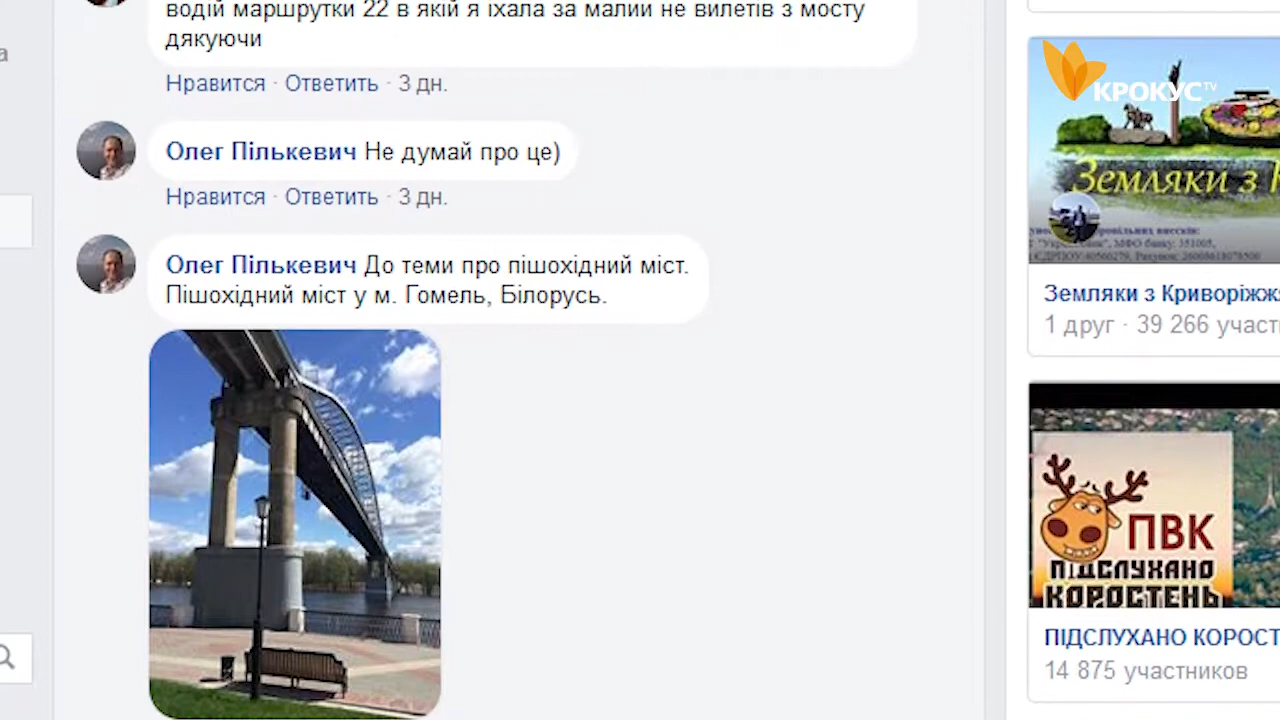 водій маршрутки 22 в якій я їхала за малий не вилетів з мосту
дякуючи
Нравится · Ответить · 3 дн.
Олег Пількевич Не думай про це)
Нравится · Ответить · 3 дн.
Олег Пількевич До теми про пішохідний міст.
Пішохідний міст у м. Гомель, Білорусь.
КРОКУС TV
Земляки з
Земляки з Криворіжжя
1 друг · 39 266 участ
ПВК
ПІДСЛУХАНО
КОРОСТЕНЬ
ПІДСЛУХАНО КОРОСТ
14 875 участников